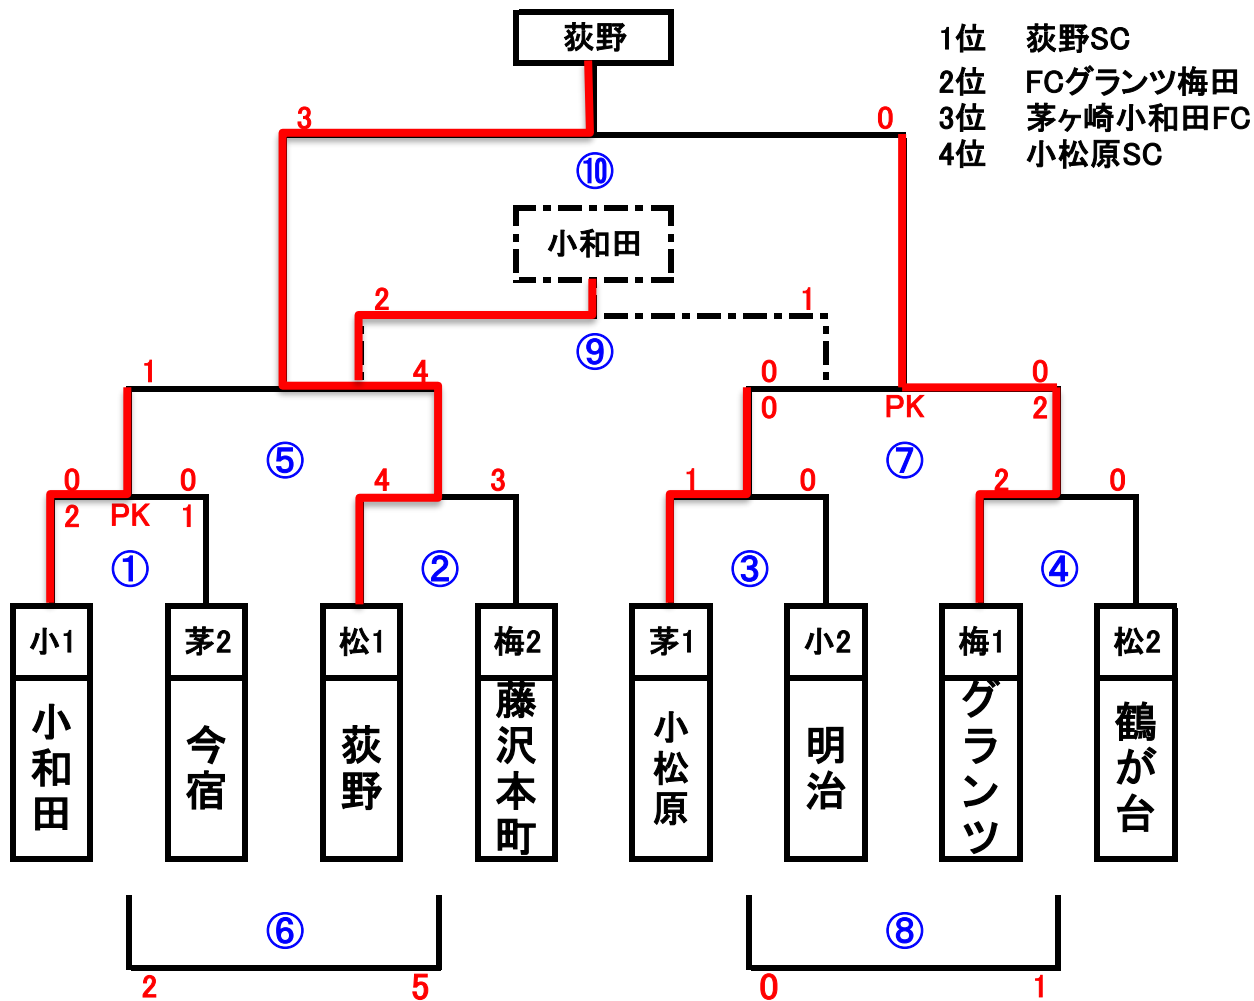 荻野
1位 荻野SC
2位 FCグランツ梅田
3位 茅ヶ崎小和田FC
4位 小松原SC
3 0
⑩
小和田
2 1
⑨
1 4 0 0
0 PK 2
⑤ ⑦
0 0 4 3 1 0 2 0
2 PK 1
① ② ③ ④
小1 茅2 松1 梅2 茅1 小2 梅1 松2
小和田
今宿
荻野
藤沢本町
小松原
明治
グランツ
鶴が台
⑥ ⑧
2 5 0 1